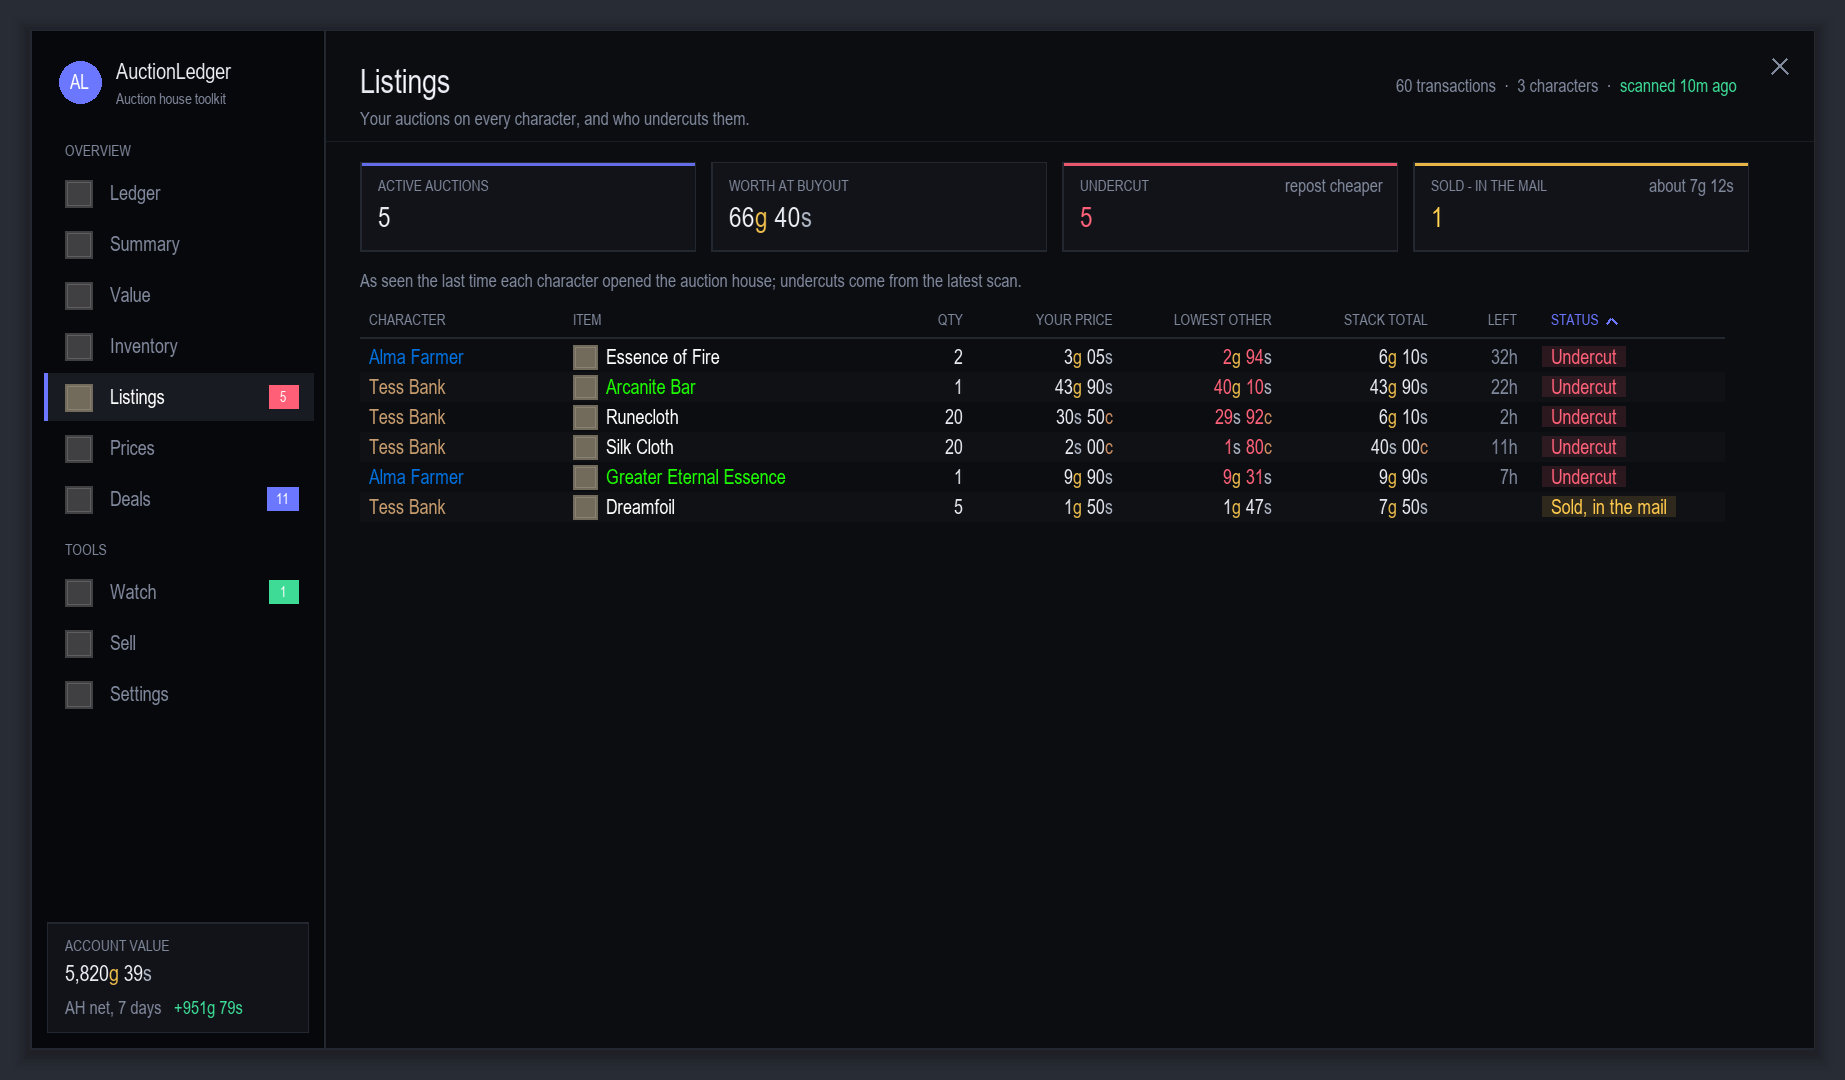 AL
AuctionLedger
Auction house toolkit
OVERVIEW
Ledger
Summary
Value
Inventory
Listings 5
Prices
Deals 11
TOOLS
Watch 1
Sell
Settings
ACCOUNT VALUE
5,820g 39s
AH net, 7 days +951g 79s
Listings
Your auctions on every character, and who undercuts them.
60 transactions · 3 characters · scanned 10m ago
ACTIVE AUCTIONS
5
WORTH AT BUYOUT
66g 40s
UNDERCUT repost cheaper
5
SOLD - IN THE MAIL about 7g 12s
1
As seen the last time each character opened the auction house; undercuts come from the latest scan.
CHARACTER ITEM QTY YOUR PRICE LOWEST OTHER STACK TOTAL LEFT STATUS
Alma Farmer Essence of Fire 2 3g 05s 2g 94s 6g 10s 32h Undercut
Tess Bank Arcanite Bar 1 43g 90s 40g 10s 43g 90s 22h Undercut
Tess Bank Runecloth 20 30s 50c 29s 92c 6g 10s 2h Undercut
Tess Bank Silk Cloth 20 2s 00c 1s 80c 40s 00c 11h Undercut
Alma Farmer Greater Eternal Essence 1 9g 90s 9g 31s 9g 90s 7h Undercut
Tess Bank Dreamfoil 5 1g 50s 1g 47s 7g 50s Sold, in the mail